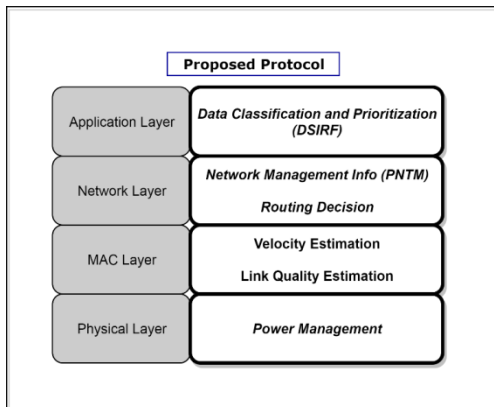 Proposed Protocol
Application Layer
Data Classification and Prioritization
(DSIRF)
Network Layer
Network Management Info (PNTM)
Routing Decision
MAC Layer
Velocity Estimation
Link Quality Estimation
Physical Layer
Power Management